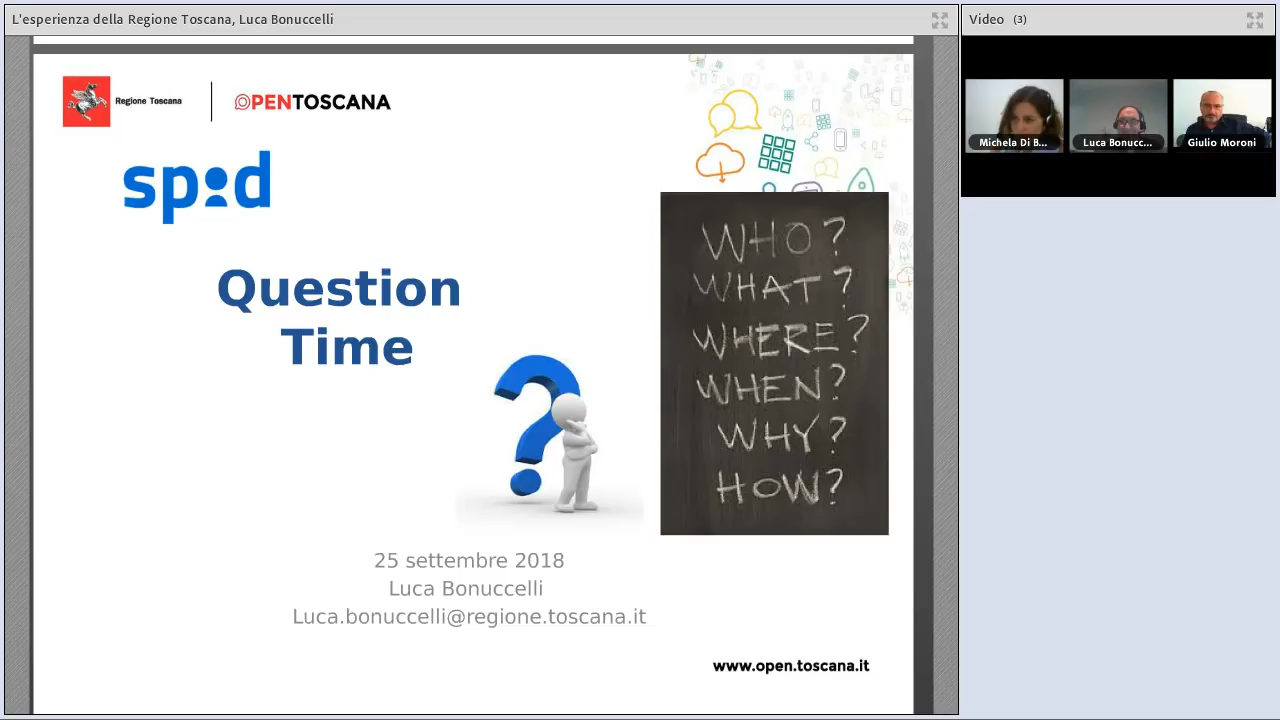 L'esperienza della Regione Toscana, Luca Bonuccelli
Video (3)
Regione Toscana
OPENTOSCANA
spid
Question
Time
WHO?
WHAT?
WHERE?
WHEN?
WHY?
HOW?
25 settembre 2018
Luca Bonuccelli
Luca.bonuccelli@regione.toscana.it
www.open.toscana.it
Michela Di B...
Luca Bonucc...
Giulio Moroni